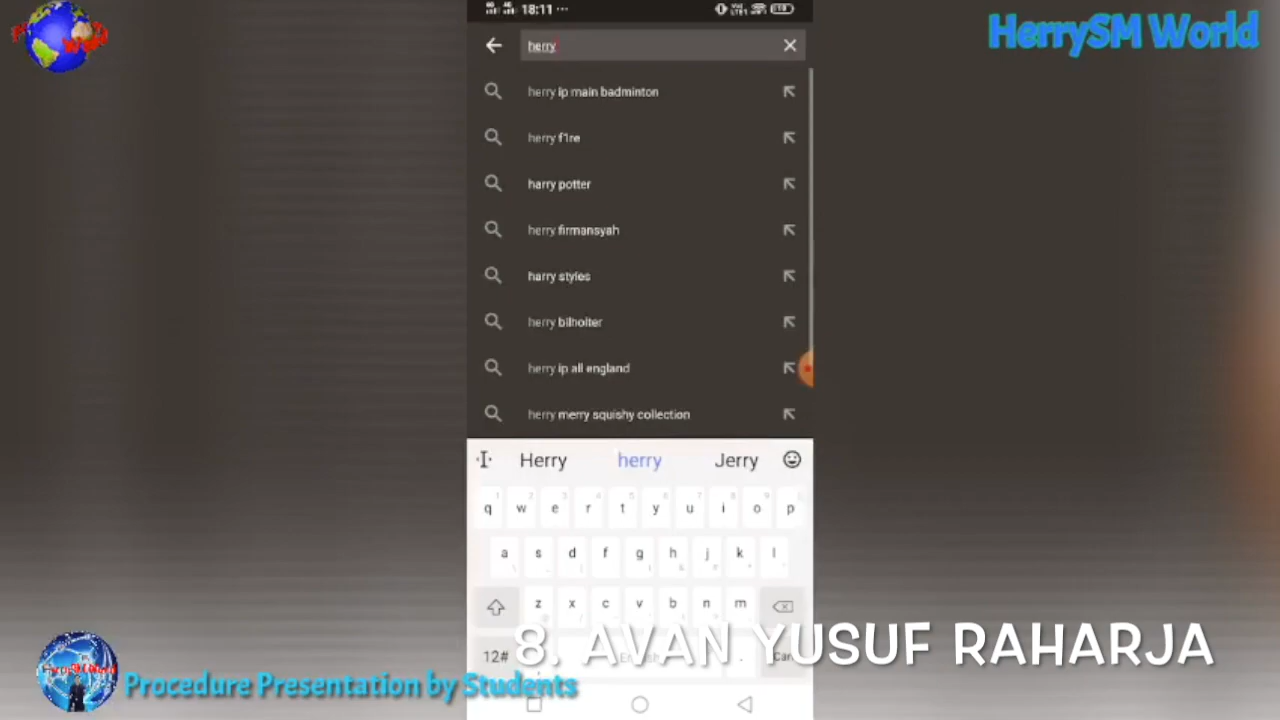 18:11
HerrySM World
herry
herry ip main badminton
herry f1re
harry potter
herry firmansyah
harry styles
herry bilholter
herry ip all england
herry merry squishy collection
Herry herry Jerry
q w e r t y u i o p
a s d f g h j k l
z x c v b n m
12#
8. AVAN YUSUF RAHARJA
Procedure Presentation by Students